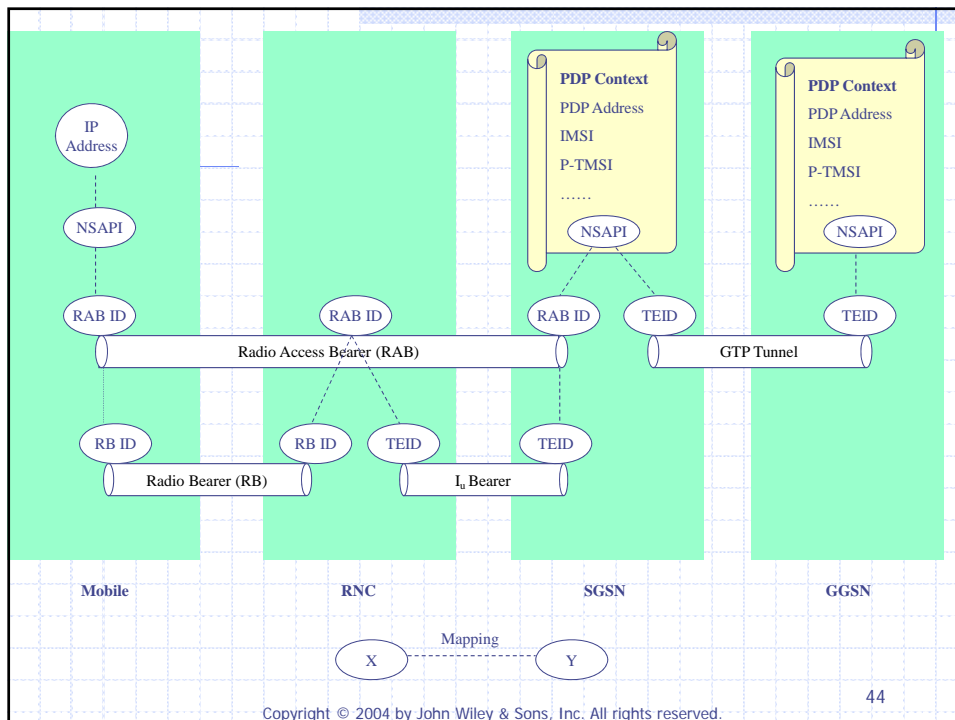 PDP Context
PDP Address
IMSI
P-TMSI
……
NSAPI
PDP Context
PDP Address
IMSI
P-TMSI
……
NSAPI
IP
Address
NSAPI
RAB ID
RAB ID
RAB ID
TEID
TEID
Radio Access Bearer (RAB)
GTP Tunnel
RB ID
RB ID
TEID
TEID
Radio Bearer (RB)
Iu Bearer
Mobile
RNC
SGSN
GGSN
Mapping
X
Y
44
Copyright © 2004 by John Wiley & Sons, Inc. All rights reserved.